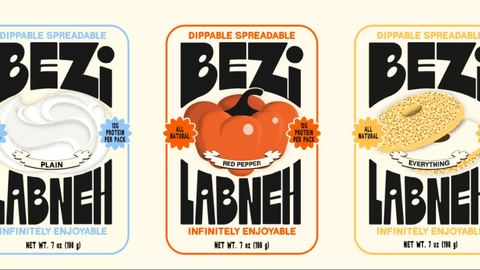 DIPPABLE SPREADABLE
BEZi
PLAIN
12G
PROTEIN
PER PACK
LABNEH
INFINITELY ENJOYABLE
NET WT. 7 oz (198 g)
DIPPABLE SPREADABLE
BEZi
ALL
NATURAL
12G
PROTEIN
PER PACK
RED PEPPER
LABNEH
INFINITELY ENJOYABLE
NET WT. 7 oz (198 g)
DIPPABLE SPREADABLE
BEZi
ALL
NATURAL
EVERYTHING
LABNEH
INFINITELY ENJOYABLE
NET WT. 7 oz (198 g)